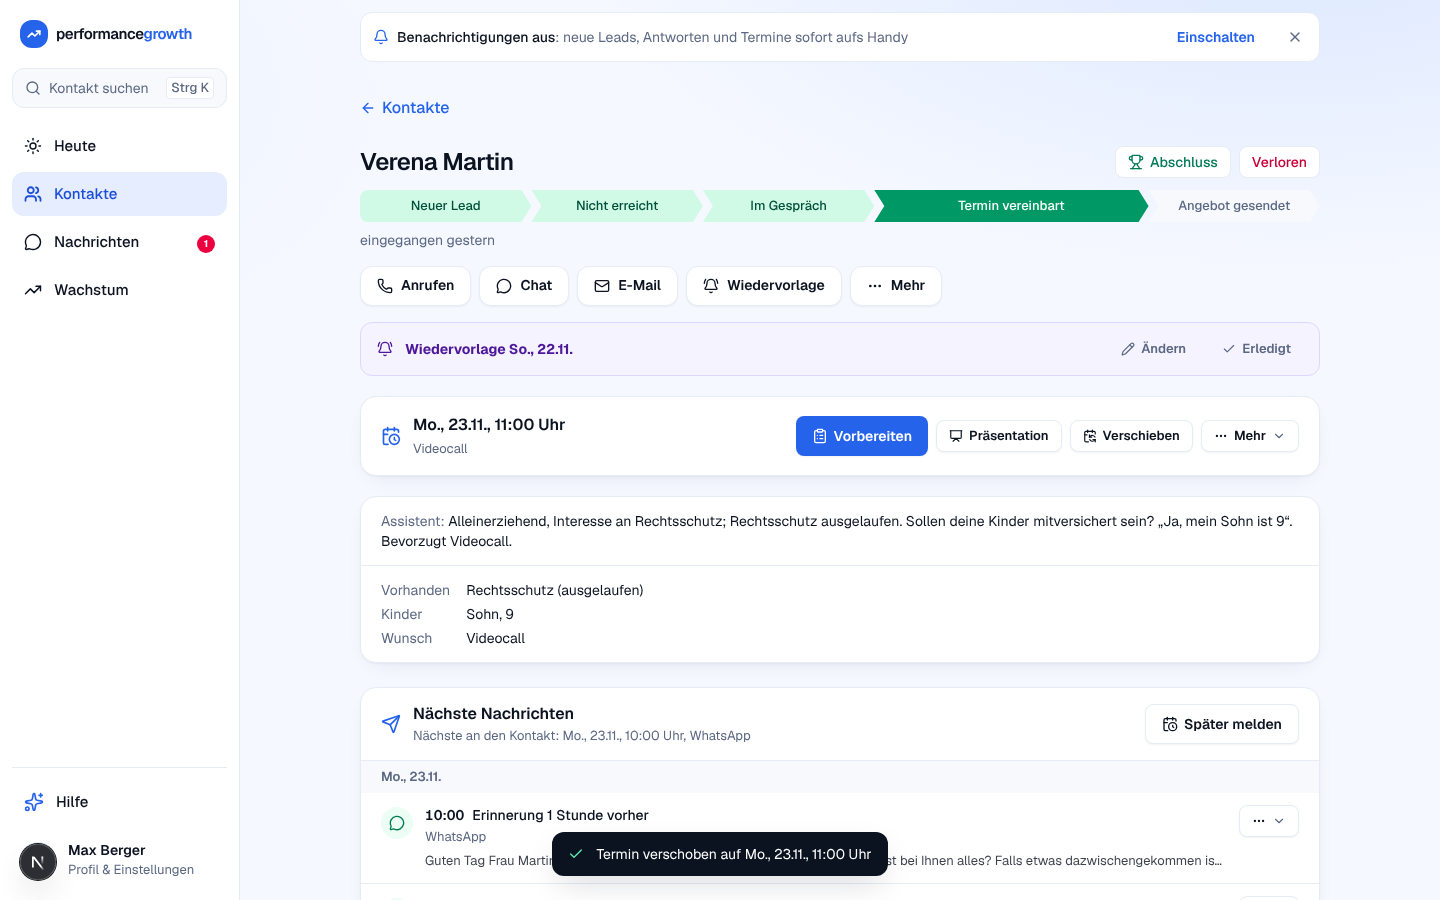 performancegrowth
Kontakt suchen Strg K
Heute
Kontakte
Nachrichten 1
Wachstum
Hilfe
N
Max Berger
Profil & Einstellungen
Benachrichtigungen aus: neue Leads, Antworten und Termine sofort aufs Handy Einschalten
Kontakte
Verena Martin
Abschluss Verloren
Neuer Lead Nicht erreicht Im Gespräch Termin vereinbart Angebot gesendet
eingegangen gestern
Anrufen Chat E-Mail Wiedervorlage Mehr
Wiedervorlage So., 22.11. Ändern Erledigt
Mo., 23.11., 11:00 Uhr
Videocall
Vorbereiten Präsentation Verschieben Mehr
Assistent: Alleinerziehend, Interesse an Rechtsschutz; Rechtsschutz ausgelaufen. Sollen deine Kinder mitversichert sein? „Ja, mein Sohn ist 9“.
Bevorzugt Videocall.
Vorhanden Rechtsschutz (ausgelaufen)
Kinder Sohn, 9
Wunsch Videocall
Nächste Nachrichten
Nächste an den Kontakt: Mo., 23.11., 10:00 Uhr, WhatsApp
Später melden
Mo., 23.11.
10:00 Erinnerung 1 Stunde vorher
WhatsApp
Guten Tag Frau Martin bei Ihnen alles? Falls etwas dazwischengekommen is…
Termin verschoben auf Mo., 23.11., 11:00 Uhr